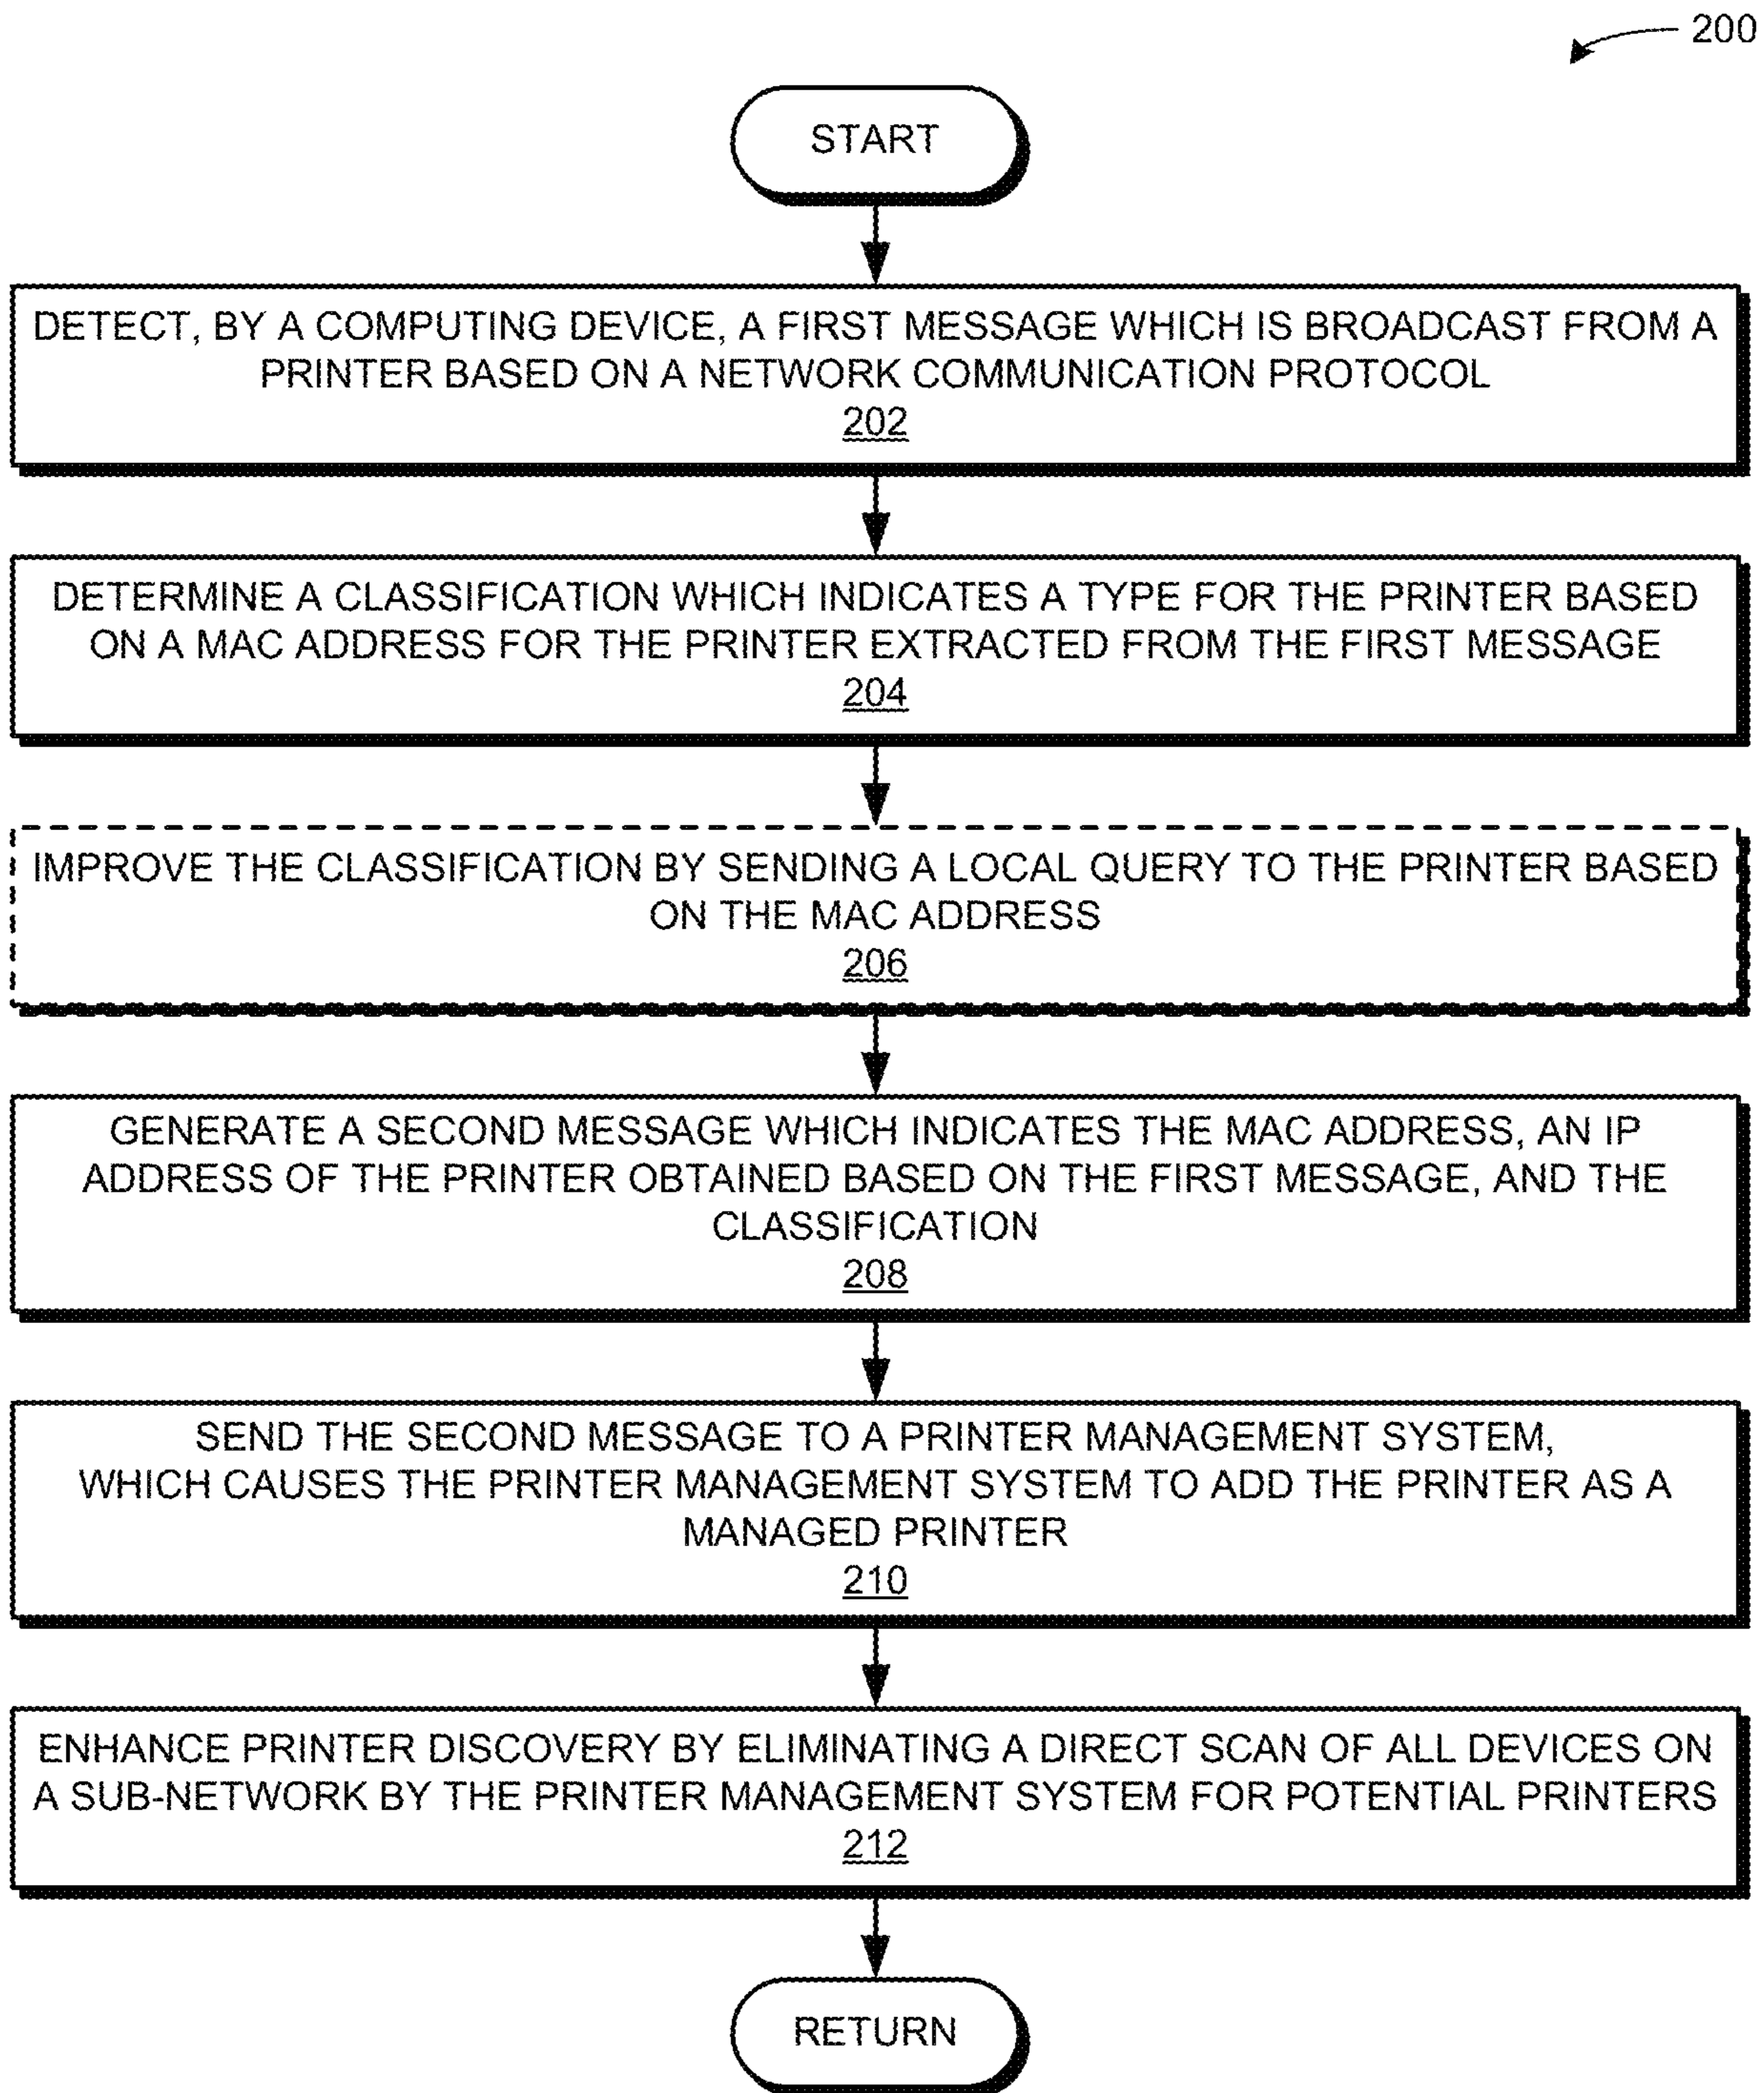 200
START
DETECT, BY A COMPUTING DEVICE, A FIRST MESSAGE WHICH IS BROADCAST FROM A
PRINTER BASED ON A NETWORK COMMUNICATION PROTOCOL
202
DETERMINE A CLASSIFICATION WHICH INDICATES A TYPE FOR THE PRINTER BASED
ON A MAC ADDRESS FOR THE PRINTER EXTRACTED FROM THE FIRST MESSAGE
204
IMPROVE THE CLASSIFICATION BY SENDING A LOCAL QUERY TO THE PRINTER BASED
ON THE MAC ADDRESS
206
GENERATE A SECOND MESSAGE WHICH INDICATES THE MAC ADDRESS, AN IP
ADDRESS OF THE PRINTER OBTAINED BASED ON THE FIRST MESSAGE, AND THE
CLASSIFICATION
208
SEND THE SECOND MESSAGE TO A PRINTER MANAGEMENT SYSTEM,
WHICH CAUSES THE PRINTER MANAGEMENT SYSTEM TO ADD THE PRINTER AS A
MANAGED PRINTER
210
ENHANCE PRINTER DISCOVERY BY ELIMINATING A DIRECT SCAN OF ALL DEVICES ON
A SUB-NETWORK BY THE PRINTER MANAGEMENT SYSTEM FOR POTENTIAL PRINTERS
212
RETURN